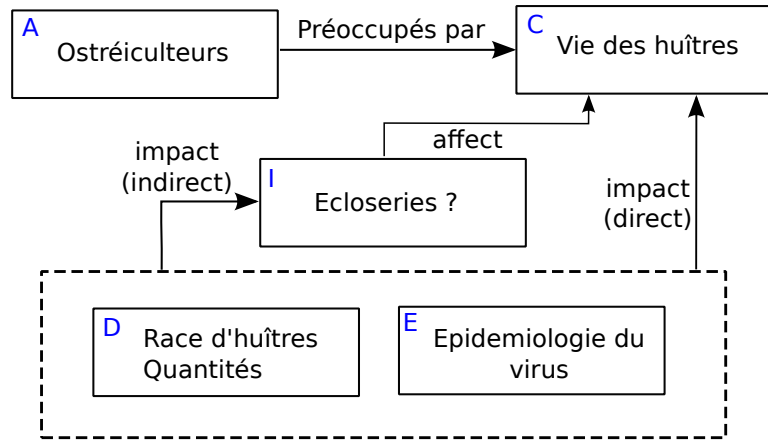 A
Ostréiculteurs
Préoccupés par
C
Vie des huîtres
impact
(indirect)
affect
I
Ecloseries ?
impact
(direct)
D
Race d'huîtres
Quantités
E
Epidemiologie du
virus